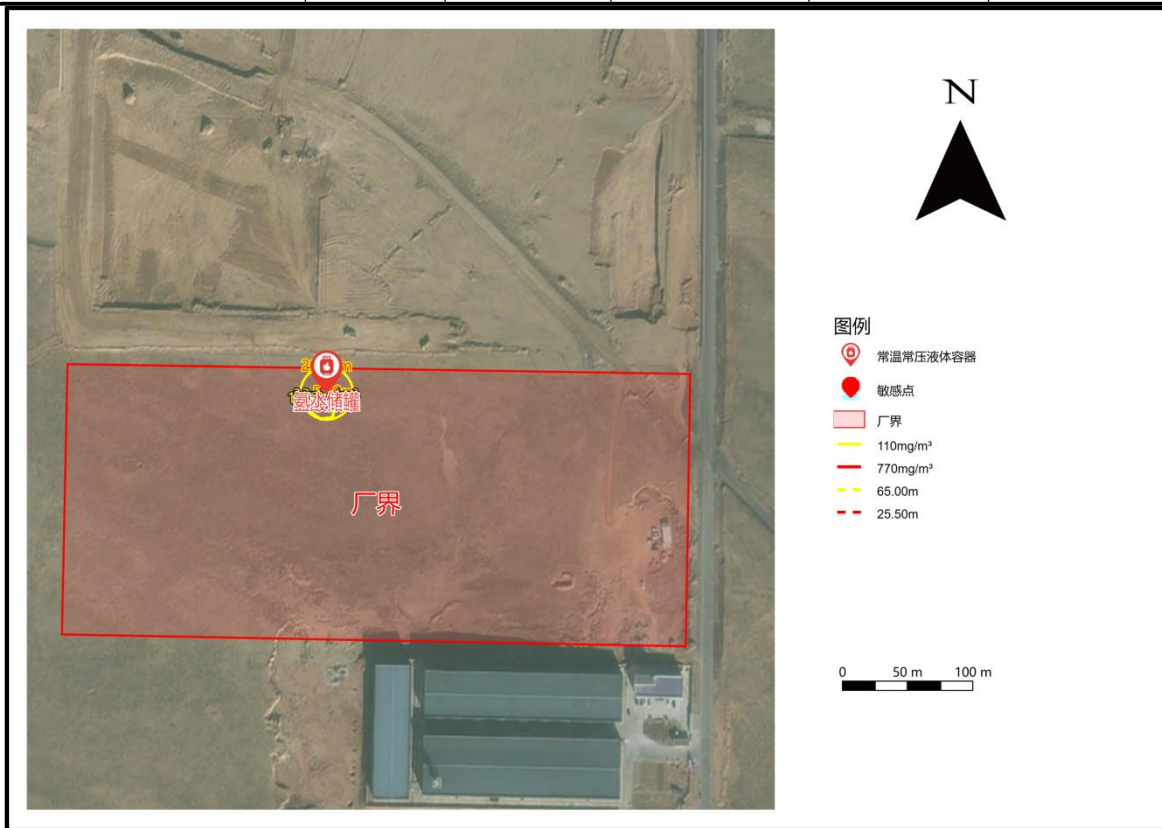 N
图例
常温常压液体容器
敏感点
厂界
110mg/m³
770mg/m³
65.00m
25.50m
氨水储罐
厂界
0 50 m 100 m